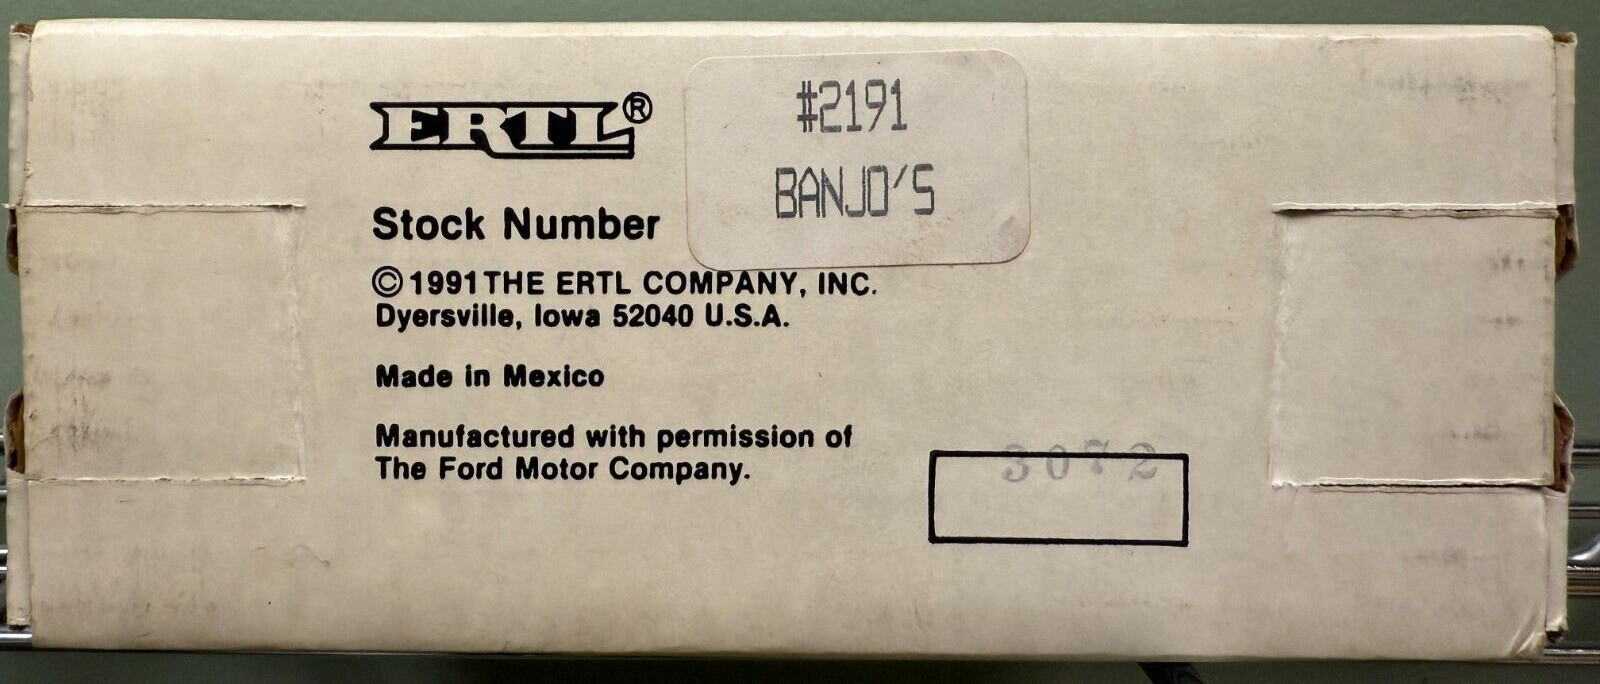 ERTL®
#2191
BANJO'S
Stock Number
© 1991 THE ERTL COMPANY, INC.
Dyersville, Iowa 52040 U.S.A.
Made in Mexico
Manufactured with permission of
The Ford Motor Company.
3072